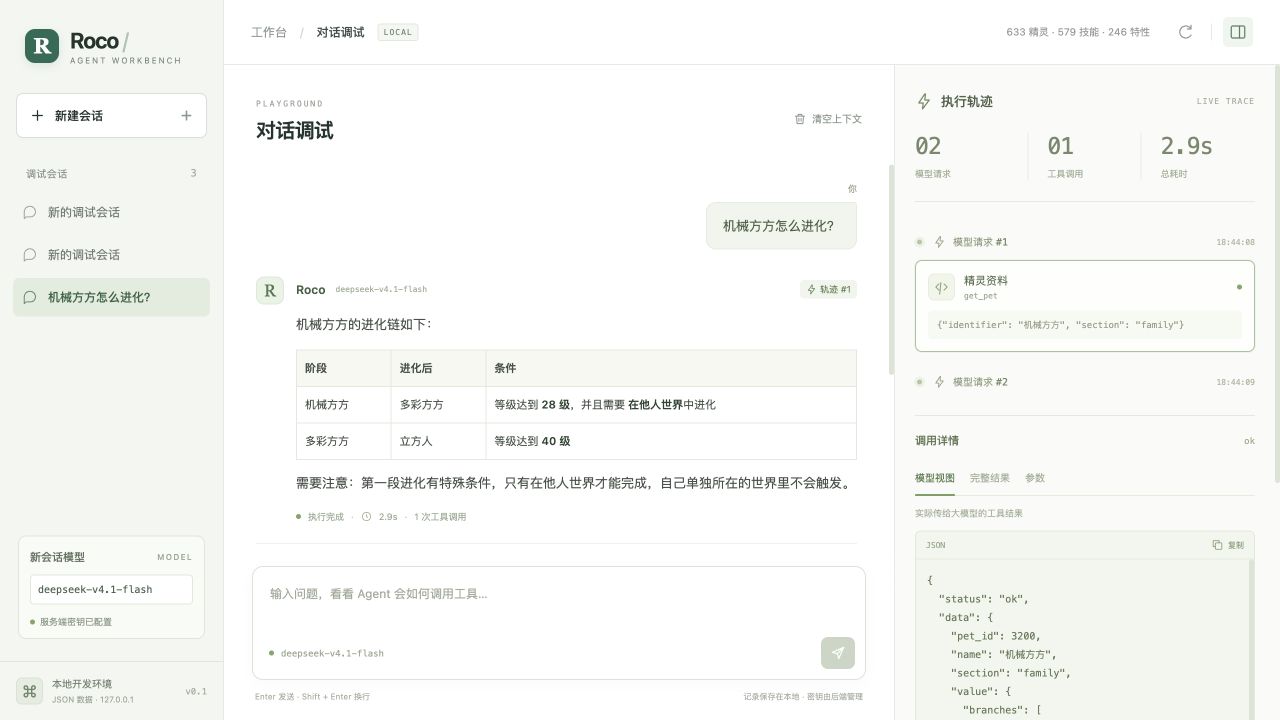 R
Roco /
AGENT WORKBENCH
新建会话
调试会话 3
新的调试会话
新的调试会话
机械方方怎么进化?
新会话模型 MODEL
deepseek-v4.1-flash
服务端密钥已配置
本地开发环境
JSON 数据 · 127.0.0.1
v0.1
工作台 / 对话调试 LOCAL
633 精灵 · 579 技能 · 246 特性
PLAYGROUND
对话调试
清空上下文
你
机械方方怎么进化?
R Roco deepseek-v4.1-flash 轨迹 #1
机械方方的进化链如下：
阶段 进化后 条件
机械方方 多彩方方 等级达到 28 级，并且需要 在他人世界中进化
多彩方方 立方人 等级达到 40 级
需要注意：第一段进化有特殊条件，只有在他人世界才能完成，自己单独所在的世界里不会触发。
执行完成 · 2.9s · 1 次工具调用
输入问题，看看 Agent 会如何调用工具...
deepseek-v4.1-flash
Enter 发送 · Shift + Enter 换行
记录保存在本地 · 密钥由后端管理
执行轨迹 LIVE TRACE
02 01 2.9s
模型请求 工具调用 总耗时
模型请求 #1 18:44:08
精灵资料
get_pet
{"identifier": "机械方方", "section": "family"}
模型请求 #2 18:44:09
调用详情 ok
模型视图 完整结果 参数
实际传给大模型的工具结果
JSON 复制
{
"status": "ok",
"data": {
"pet_id": 3200,
"name": "机械方方",
"section": "family",
"value": {
"branches": [